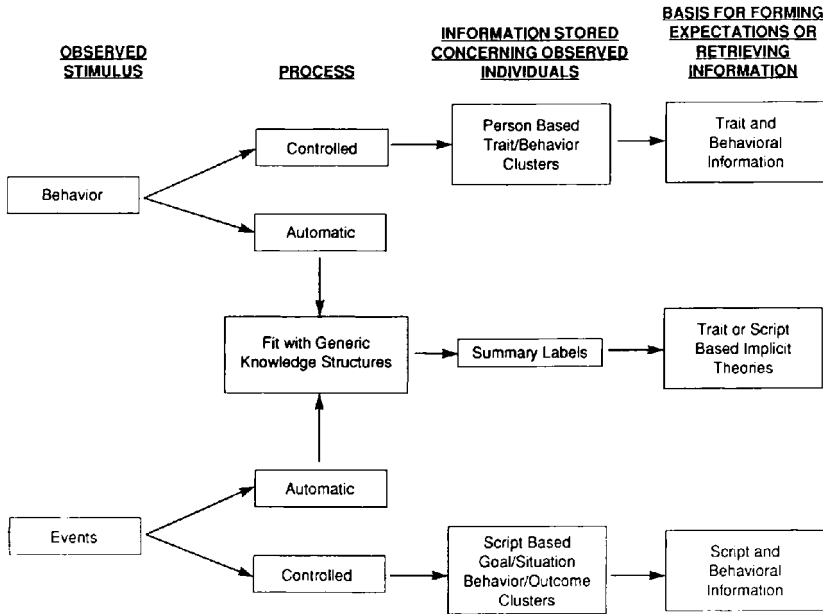 OBSERVED
STIMULUS
PROCESS
INFORMATION STORED
CONCERNING OBSERVED
INDIVIDUALS
BASIS FOR FORMING
EXPECTATIONS OR
RETRIEVING
INFORMATION
Behavior
Controlled
Person Based
Trait/Behavior
Clusters
Trait and
Behavioral
Information
Automatic
Fit with Generic
Knowledge Structures
Summary Labels
Trait or Script
Based Implicit
Theories
Events
Automatic
Controlled
Script Based
Goal/Situation
Behavior/Outcome
Clusters
Script and
Behavioral
Information